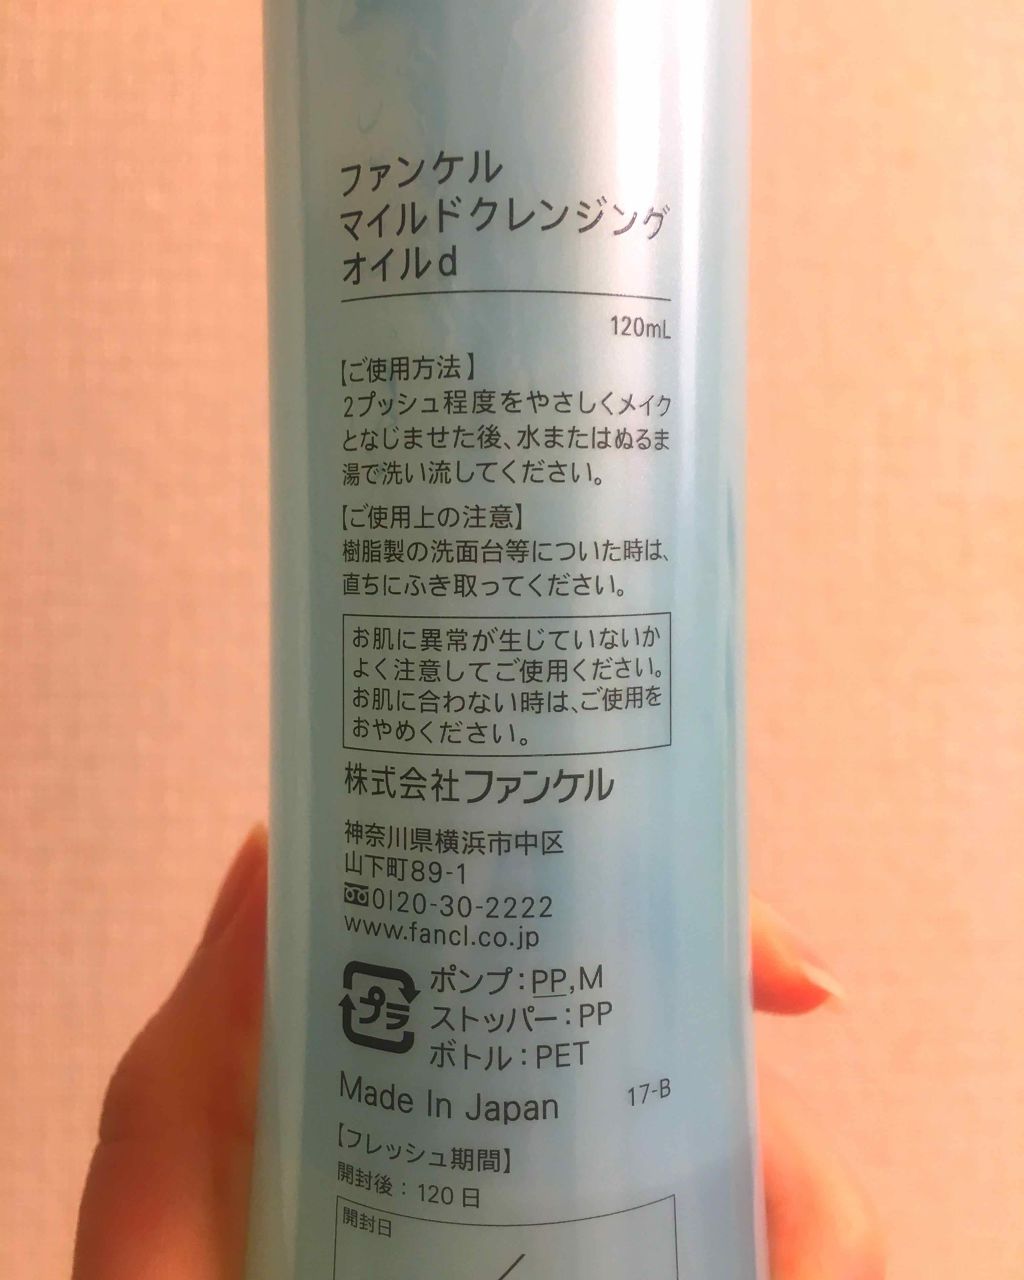 ファンケル
マイルドクレンジング
オイルd
120mL
【ご使用方法】
2プッシュ程度をやさしくメイク
となじませた後、水またはぬるま
湯で洗い流してください。
【ご使用上の注意】
樹脂製の洗面台等についた時は、
直ちにふき取ってください。
お肌に異常が生じていないか
よく注意してご使用ください。
お肌に合わない時は、ご使用を
おやめください。
株式会社ファンケル
神奈川県横浜市中区
山下町89-1
0120-30-2222
www.fancl.co.jp
プラ
ポンプ:PP,M
ストッパー:PP
ボトル:PET
Made In Japan
17-B
【フレッシュ期間】
開封後:120日
開封日